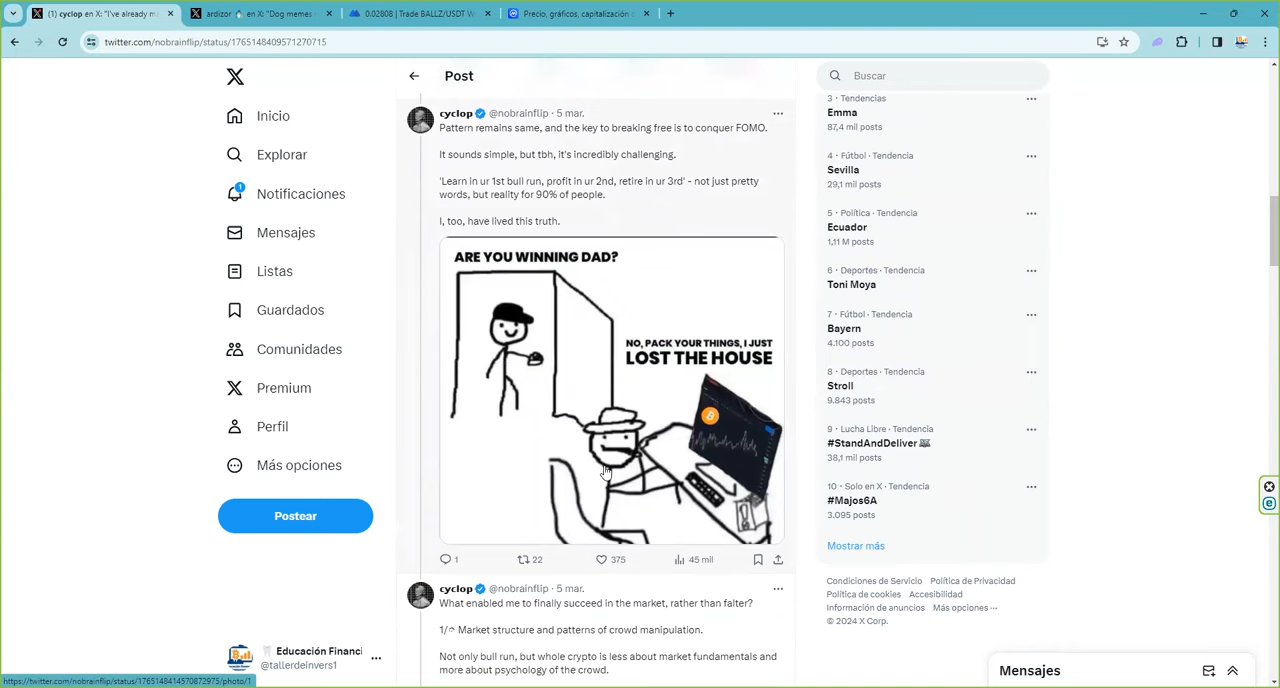 (1) cyclop en X: "I've already m
ardizor en X: "Dog memes
0.02808 | Trade BALLZ/USDT W
Precio, gráficos, capitalización
twitter.com/nobrainflip/status/1765148409571270715
Inicio
Explorar
1
Notificaciones
Mensajes
Listas
Guardados
Comunidades
Premium
Perfil
Más opciones
Postear
Educación Financi
@tallerdeinvers1
https://twitter.com/nobrainflip/status/1765148414570872975/photo/1
Post
cyclop @nobrainflip · 5 mar.
Pattern remains same, and the key to breaking free is to conquer FOMO.
It sounds simple, but tbh, it's incredibly challenging.
'Learn in ur 1st bull run, profit in ur 2nd, retire in ur 3rd' - not just pretty
words, but reality for 90% of people.
I, too, have lived this truth.
ARE YOU WINNING DAD?
NO, PACK YOUR THINGS, I JUST
LOST THE HOUSE
1 22 375 45 mil
cyclop @nobrainflip · 5 mar.
What enabled me to finally succeed in the market, rather than falter?
1/ Market structure and patterns of crowd manipulation.
Not only bull run, but whole crypto is less about market fundamentals and
more about psychology of the crowd.
Buscar
3 · Tendencias
Emma
87,4 mil posts
4 · Fútbol · Tendencia
Sevilla
29,1 mil posts
5 · Política · Tendencia
Ecuador
1,11 M posts
6 · Deportes · Tendencia
Toni Moya
7 · Fútbol · Tendencia
Bayern
4.100 posts
8 · Deportes · Tendencia
Stroll
9.843 posts
9 · Lucha Libre · Tendencia
#StandAndDeliver
38,1 mil posts
10 · Solo en X · Tendencia
#Majos6A
3.095 posts
Mostrar más
Condiciones de Servicio Política de Privacidad
Política de cookies Accesibilidad
Información de anuncios Más opciones ···
© 2024 X Corp.
Mensajes